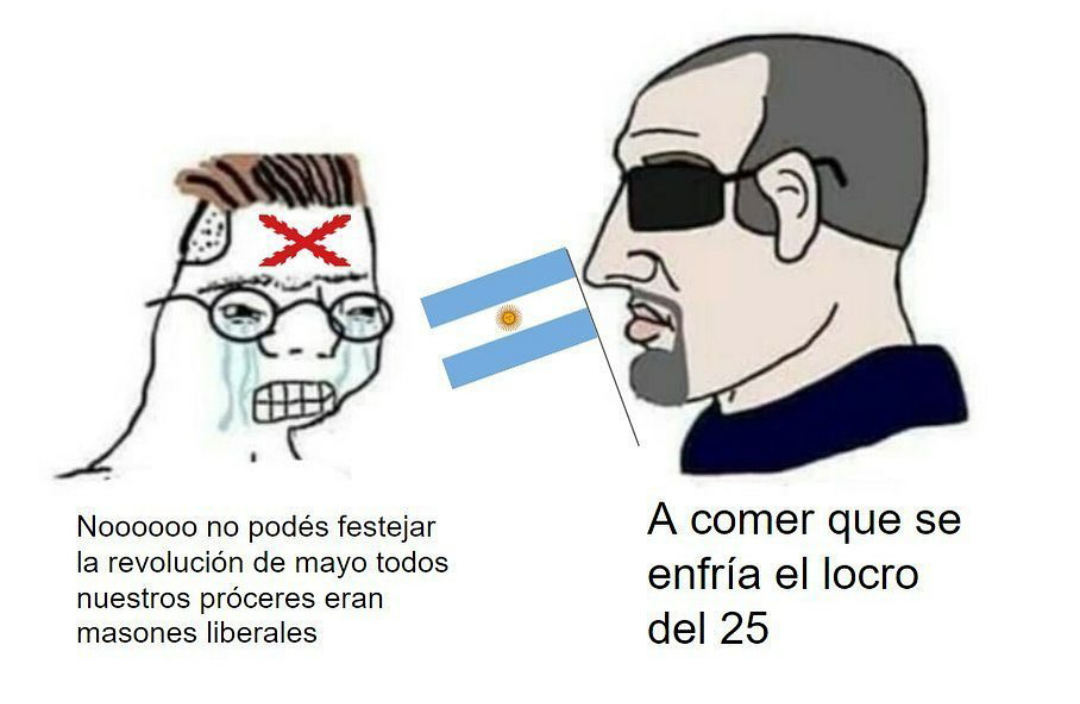 Noooooo no podés festejar
la revolución de mayo todos
nuestros próceres eran
masones liberales
A comer que se
enfría el locro
del 25